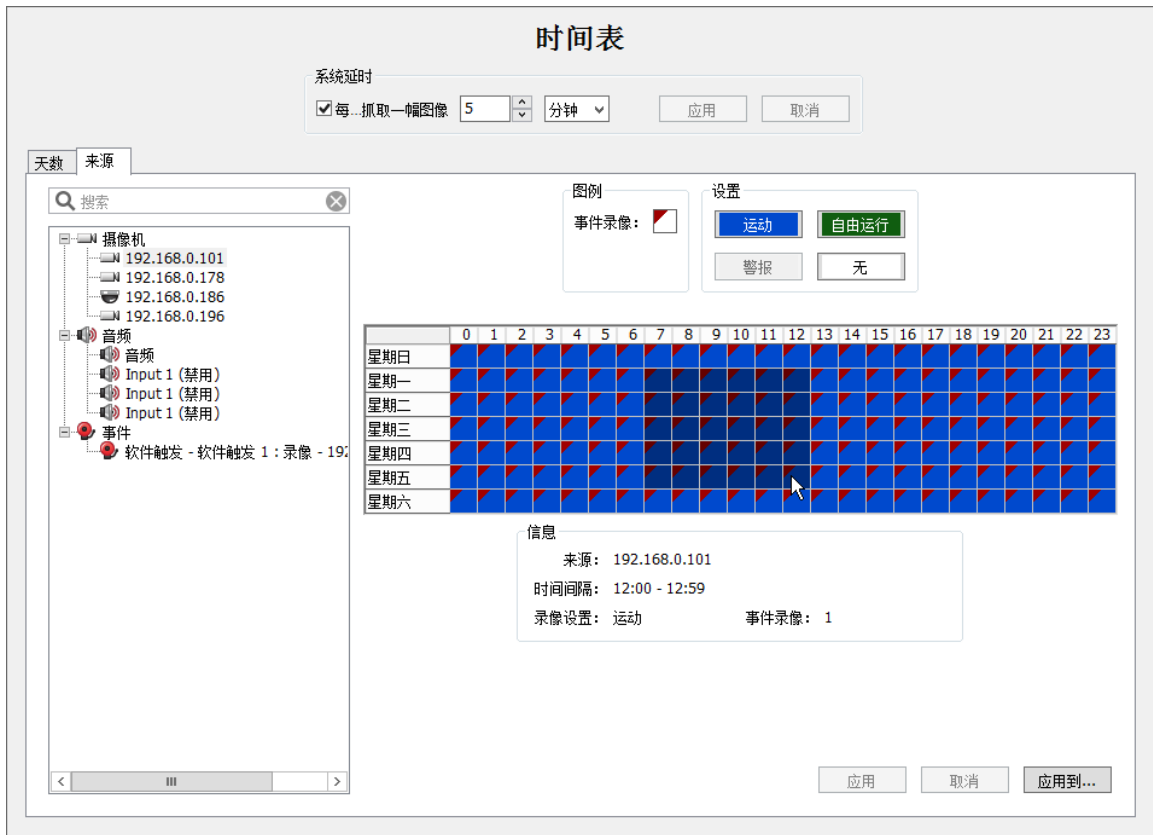 时间表
系统延时
每...抓取一幅图像 5 分钟 应用 取消
天数 来源
搜索
摄像机
192.168.0.101
192.168.0.178
192.168.0.186
192.168.0.196
音频
音频
Input 1 (禁用)
Input 1 (禁用)
Input 1 (禁用)
事件
软件触发 - 软件触发 1 : 录像 - 192
图例
事件录像：
设置
运动 自由运行
警报 无
0 1 2 3 4 5 6 7 8 9 10 11 12 13 14 15 16 17 18 19 20 21 22 23
星期日
星期一
星期二
星期三
星期四
星期五
星期六
信息
来源： 192.168.0.101
时间间隔： 12:00 - 12:59
录像设置： 运动 事件录像： 1
应用 取消 应用到...